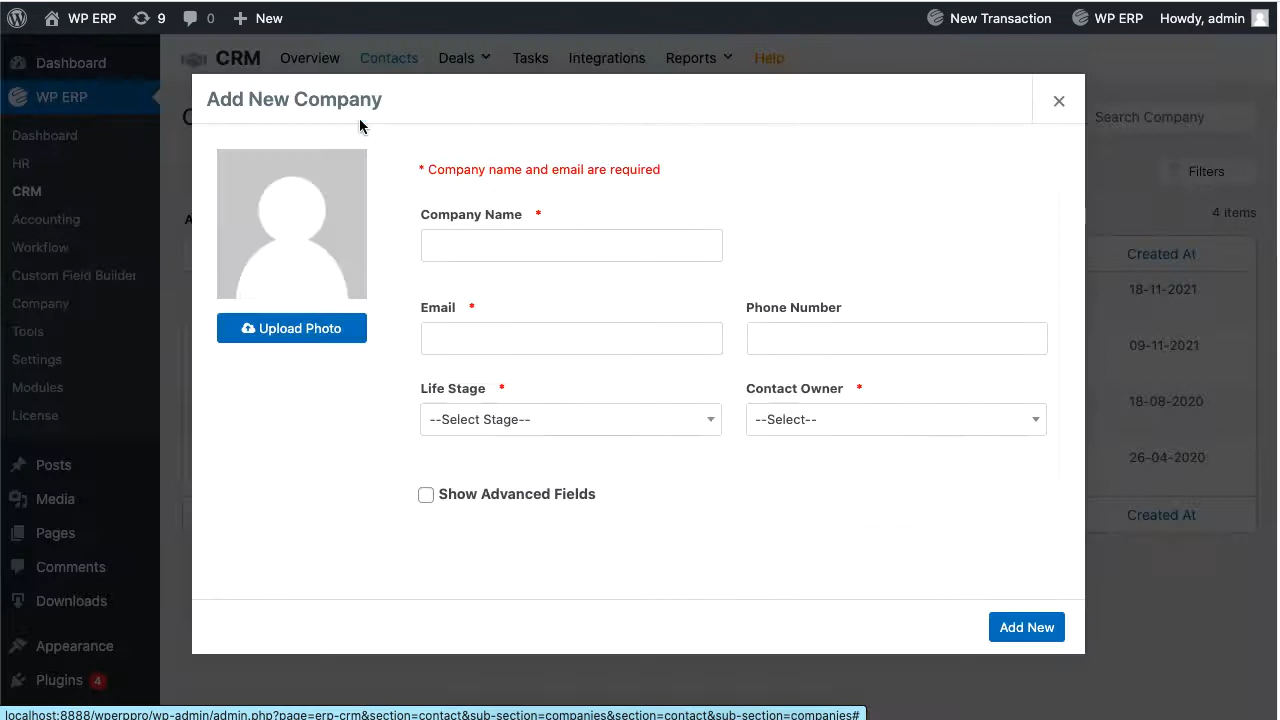 WP ERP 9 0 New New Transaction WP ERP Howdy, admin
Dashboard
WP ERP
Dashboard
HR
CRM
Accounting
Workflow
Custom Field Builder
Company
Tools
Settings
Modules
License
Posts
Media
Pages
Comments
Downloads
Appearance
Plugins 4
CRM Overview Contacts Deals Tasks Integrations Reports Help
Search Company
Filters
4 items
Created At
18-11-2021
09-11-2021
18-08-2020
26-04-2020
Created At
Add New Company
Upload Photo
* Company name and email are required
Company Name *
Email * Phone Number
Life Stage * Contact Owner *
--Select Stage-- --Select--
Show Advanced Fields
Add New
localhost:8888/wperppro/wp-admin/admin.php?page=erp-crm&section=contact&sub-section=companies&section=contact&sub-section=companies#